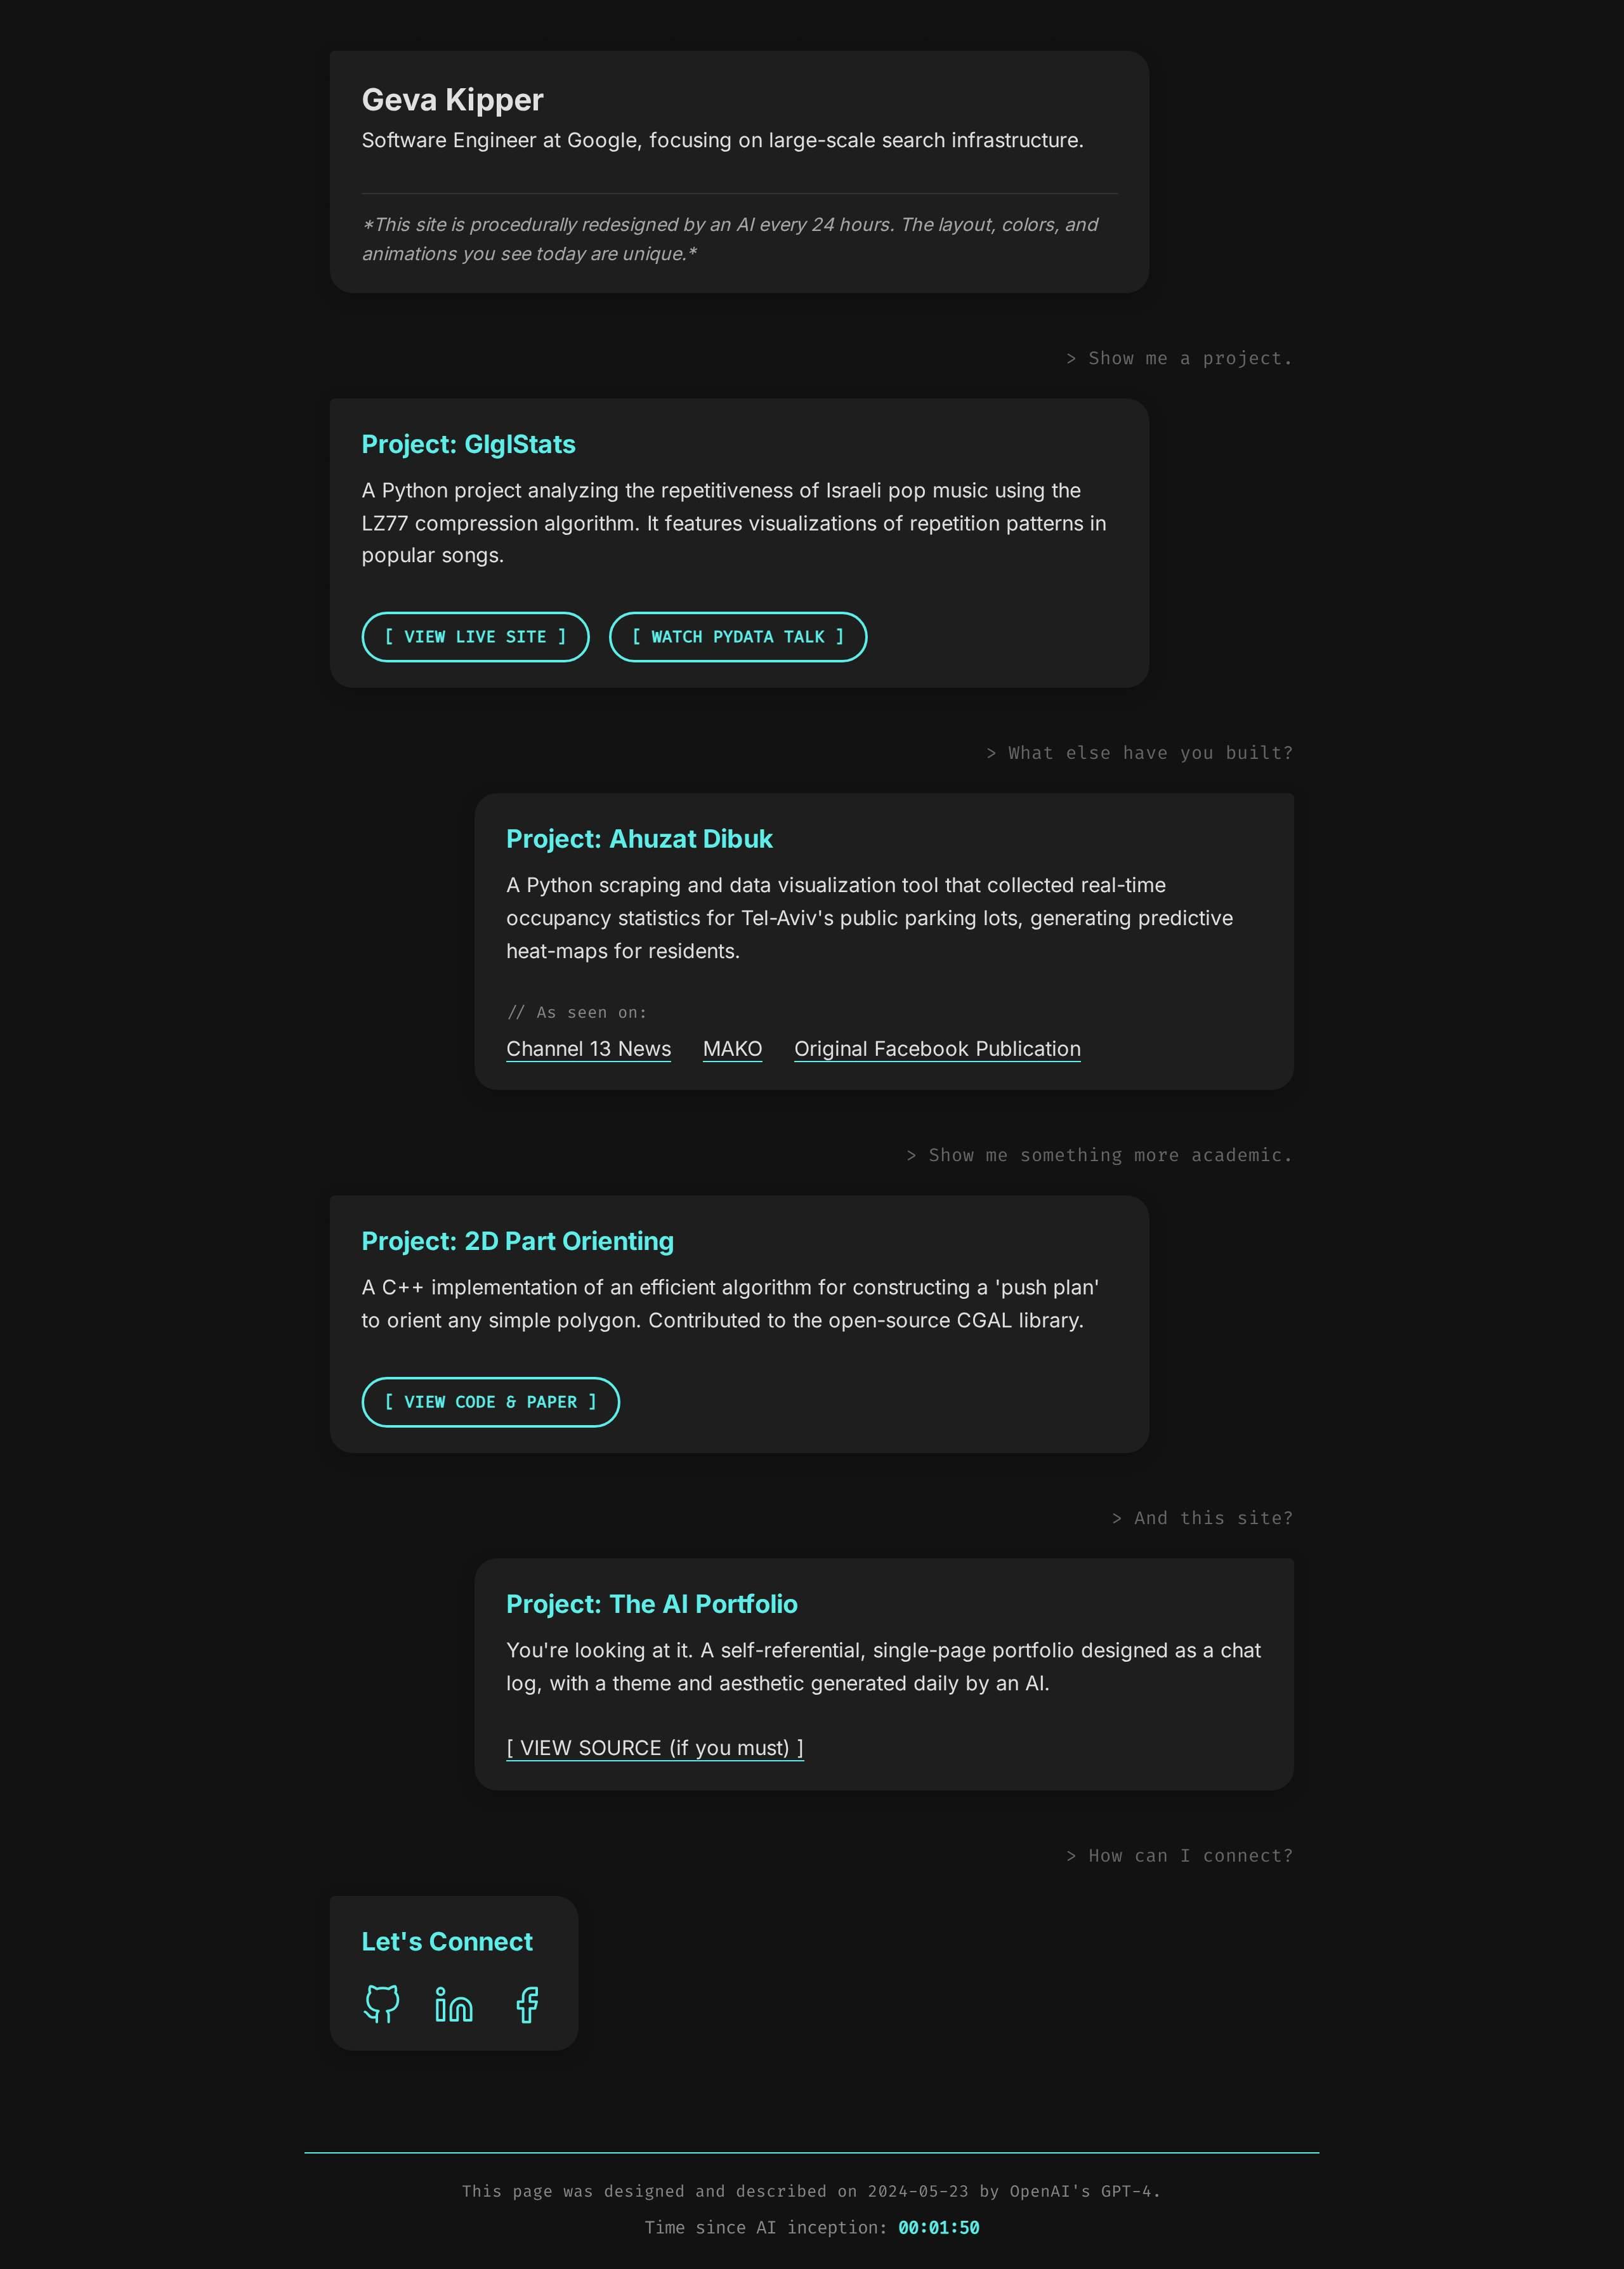 Geva Kipper
Software Engineer at Google, focusing on large-scale search infrastructure.
*This site is procedurally redesigned by an AI every 24 hours. The layout, colors, and
animations you see today are unique.*
> Show me a project.
Project: GlglStats
A Python project analyzing the repetitiveness of Israeli pop music using the
LZ77 compression algorithm. It features visualizations of repetition patterns in
popular songs.
[ VIEW LIVE SITE ] [ WATCH PYDATA TALK ]
> What else have you built?
Project: Ahuzat Dibuk
A Python scraping and data visualization tool that collected real-time
occupancy statistics for Tel-Aviv's public parking lots, generating predictive
heat-maps for residents.
// As seen on:
Channel 13 News MAKO Original Facebook Publication
> Show me something more academic.
Project: 2D Part Orienting
A C++ implementation of an efficient algorithm for constructing a 'push plan'
to orient any simple polygon. Contributed to the open-source CGAL library.
[ VIEW CODE & PAPER ]
> And this site?
Project: The AI Portfolio
You're looking at it. A self-referential, single-page portfolio designed as a chat
log, with a theme and aesthetic generated daily by an AI.
[ VIEW SOURCE (if you must) ]
> How can I connect?
Let's Connect
This page was designed and described on 2024-05-23 by OpenAI's GPT-4.
Time since AI inception: 00:01:50